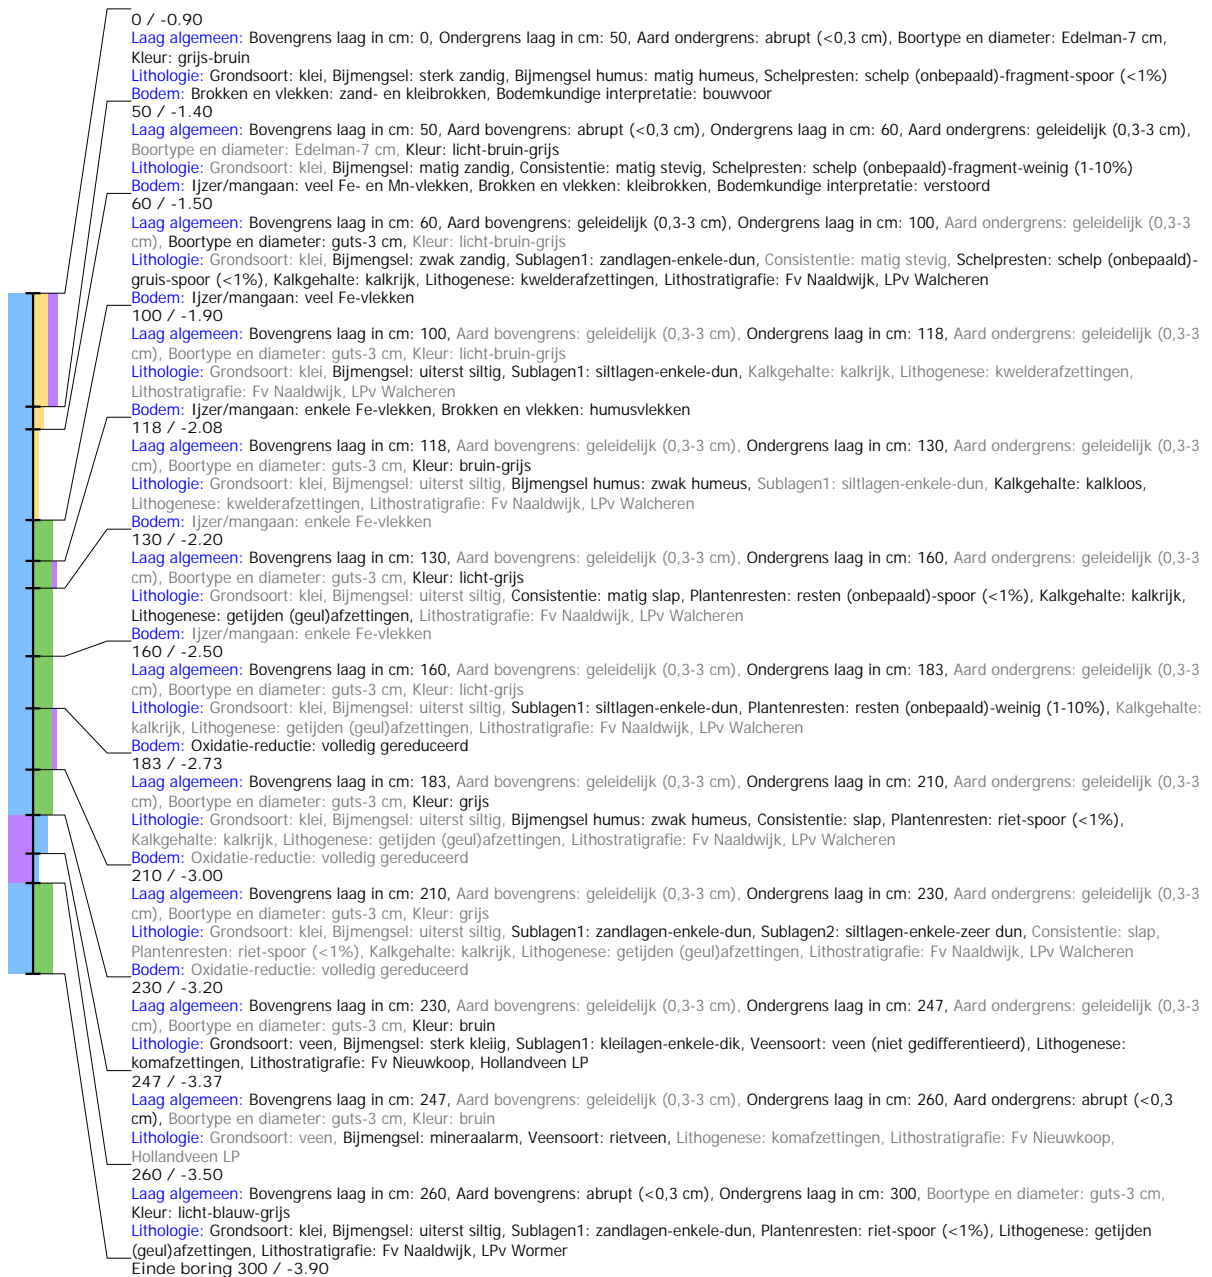 0 / -0.90
Laag algemeen: Bovengrens laag in cm: 0, Ondergrens laag in cm: 50, Aard ondergrens: abrupt (<0,3 cm), Boortype en diameter: Edelman-7 cm,
Kleur: grijs-bruin
Lithologie: Grondsoort: klei, Bijmengsel: sterk zandig, Bijmengsel humus: matig humeus, Schelpresten: schelp (onbepaald)-fragment-spoor (<1%)
Bodem: Brokken en vlekken: zand- en kleibrokken, Bodemkundige interpretatie: bouwvoor
50 / -1.40
Laag algemeen: Bovengrens laag in cm: 50, Aard bovengrens: abrupt (<0,3 cm), Ondergrens laag in cm: 60, Aard ondergrens: geleidelijk (0,3-3 cm),
Boortype en diameter: Edelman-7 cm, Kleur: licht-bruin-grijs
Lithologie: Grondsoort: klei, Bijmengsel: matig zandig, Consistentie: matig stevig, Schelpresten: schelp (onbepaald)-fragment-weinig (1-10%)
Bodem: Ijzer/mangaan: veel Fe- en Mn-vlekken, Brokken en vlekken: kleibrokken, Bodemkundige interpretatie: verstoord
60 / -1.50
Laag algemeen: Bovengrens laag in cm: 60, Aard bovengrens: geleidelijk (0,3-3 cm), Ondergrens laag in cm: 100, Aard ondergrens: geleidelijk (0,3-3
cm), Boortype en diameter: guts-3 cm, Kleur: licht-bruin-grijs
Lithologie: Grondsoort: klei, Bijmengsel: zwak zandig, Sublagen1: zandlagen-enkele-dun, Consistentie: matig stevig, Schelpresten: schelp (onbepaald)-
gruis-spoor (<1%), Kalkgehalte: kalkrijk, Lithogenese: kwelderafzettingen, Lithostratigrafie: Fv Naaldwijk, LPv Walcheren
Bodem: Ijzer/mangaan: veel Fe-vlekken
100 / -1.90
Laag algemeen: Bovengrens laag in cm: 100, Aard bovengrens: geleidelijk (0,3-3 cm), Ondergrens laag in cm: 118, Aard ondergrens: geleidelijk (0,3-3
cm), Boortype en diameter: guts-3 cm, Kleur: licht-bruin-grijs
Lithologie: Grondsoort: klei, Bijmengsel: uiterst siltig, Sublagen1: siltlagen-enkele-dun, Kalkgehalte: kalkrijk, Lithogenese: kwelderafzettingen,
Lithostratigrafie: Fv Naaldwijk, LPv Walcheren
Bodem: Ijzer/mangaan: enkele Fe-vlekken, Brokken en vlekken: humusvlekken
118 / -2.08
Laag algemeen: Bovengrens laag in cm: 118, Aard bovengrens: geleidelijk (0,3-3 cm), Ondergrens laag in cm: 130, Aard ondergrens: geleidelijk (0,3-3
cm), Boortype en diameter: guts-3 cm, Kleur: bruin-grijs
Lithologie: Grondsoort: klei, Bijmengsel: uiterst siltig, Bijmengsel humus: zwak humeus, Sublagen1: siltlagen-enkele-dun, Kalkgehalte: kalkloos,
Lithogenese: kwelderafzettingen, Lithostratigrafie: Fv Naaldwijk, LPv Walcheren
Bodem: Ijzer/mangaan: enkele Fe-vlekken
130 / -2.20
Laag algemeen: Bovengrens laag in cm: 130, Aard bovengrens: geleidelijk (0,3-3 cm), Ondergrens laag in cm: 160, Aard ondergrens: geleidelijk (0,3-3
cm), Boortype en diameter: guts-3 cm, Kleur: licht-grijs
Lithologie: Grondsoort: klei, Bijmengsel: uiterst siltig, Consistentie: matig slap, Plantenresten: resten (onbepaald)-spoor (<1%), Kalkgehalte: kalkrijk,
Lithogenese: getijden (geul)afzettingen, Lithostratigrafie: Fv Naaldwijk, LPv Walcheren
Bodem: Ijzer/mangaan: enkele Fe-vlekken
160 / -2.50
Laag algemeen: Bovengrens laag in cm: 160, Aard bovengrens: geleidelijk (0,3-3 cm), Ondergrens laag in cm: 183, Aard ondergrens: geleidelijk (0,3-3
cm), Boortype en diameter: guts-3 cm, Kleur: licht-grijs
Lithologie: Grondsoort: klei, Bijmengsel: uiterst siltig, Sublagen1: siltlagen-enkele-dun, Plantenresten: resten (onbepaald)-weinig (1-10%), Kalkgehalte:
kalkrijk, Lithogenese: getijden (geul)afzettingen, Lithostratigrafie: Fv Naaldwijk, LPv Walcheren
Bodem: Oxidatie-reductie: volledig gereduceerd
183 / -2.73
Laag algemeen: Bovengrens laag in cm: 183, Aard bovengrens: geleidelijk (0,3-3 cm), Ondergrens laag in cm: 210, Aard ondergrens: geleidelijk (0,3-3
cm), Boortype en diameter: guts-3 cm, Kleur: grijs
Lithologie: Grondsoort: klei, Bijmengsel: uiterst siltig, Bijmengsel humus: zwak humeus, Consistentie: slap, Plantenresten: riet-spoor (<1%),
Kalkgehalte: kalkrijk, Lithogenese: getijden (geul)afzettingen, Lithostratigrafie: Fv Naaldwijk, LPv Walcheren
Bodem: Oxidatie-reductie: volledig gereduceerd
210 / -3.00
Laag algemeen: Bovengrens laag in cm: 210, Aard bovengrens: geleidelijk (0,3-3 cm), Ondergrens laag in cm: 230, Aard ondergrens: geleidelijk (0,3-3
cm), Boortype en diameter: guts-3 cm, Kleur: grijs
Lithologie: Grondsoort: klei, Bijmengsel: uiterst siltig, Sublagen1: zandlagen-enkele-dun, Sublagen2: siltlagen-enkele-zeer dun, Consistentie: slap,
Plantenresten: riet-spoor (<1%), Kalkgehalte: kalkrijk, Lithogenese: getijden (geul)afzettingen, Lithostratigrafie: Fv Naaldwijk, LPv Walcheren
Bodem: Oxidatie-reductie: volledig gereduceerd
230 / -3.20
Laag algemeen: Bovengrens laag in cm: 230, Aard bovengrens: geleidelijk (0,3-3 cm), Ondergrens laag in cm: 247, Aard ondergrens: geleidelijk (0,3-3
cm), Boortype en diameter: guts-3 cm, Kleur: bruin
Lithologie: Grondsoort: veen, Bijmengsel: sterk kleiig, Sublagen1: kleilagen-enkele-dik, Veensoort: veen (niet gedifferentieerd), Lithogenese:
komafzettingen, Lithostratigrafie: Fv Nieuwkoop, Hollandveen LP
247 / -3.37
Laag algemeen: Bovengrens laag in cm: 247, Aard bovengrens: geleidelijk (0,3-3 cm), Ondergrens laag in cm: 260, Aard ondergrens: abrupt (<0,3
cm), Boortype en diameter: guts-3 cm, Kleur: bruin
Lithologie: Grondsoort: veen, Bijmengsel: mineraalarm, Veensoort: rietveen, Lithogenese: komafzettingen, Lithostratigrafie: Fv Nieuwkoop,
Hollandveen LP
260 / -3.50
Laag algemeen: Bovengrens laag in cm: 260, Aard bovengrens: abrupt (<0,3 cm), Ondergrens laag in cm: 300, Boortype en diameter: guts-3 cm,
Kleur: licht-blauw-grijs
Lithologie: Grondsoort: klei, Bijmengsel: uiterst siltig, Sublagen1: zandlagen-enkele-dun, Plantenresten: riet-spoor (<1%), Lithogenese: getijden
(geul)afzettingen, Lithostratigrafie: Fv Naaldwijk, LPv Wormer
Einde boring 300 / -3.90